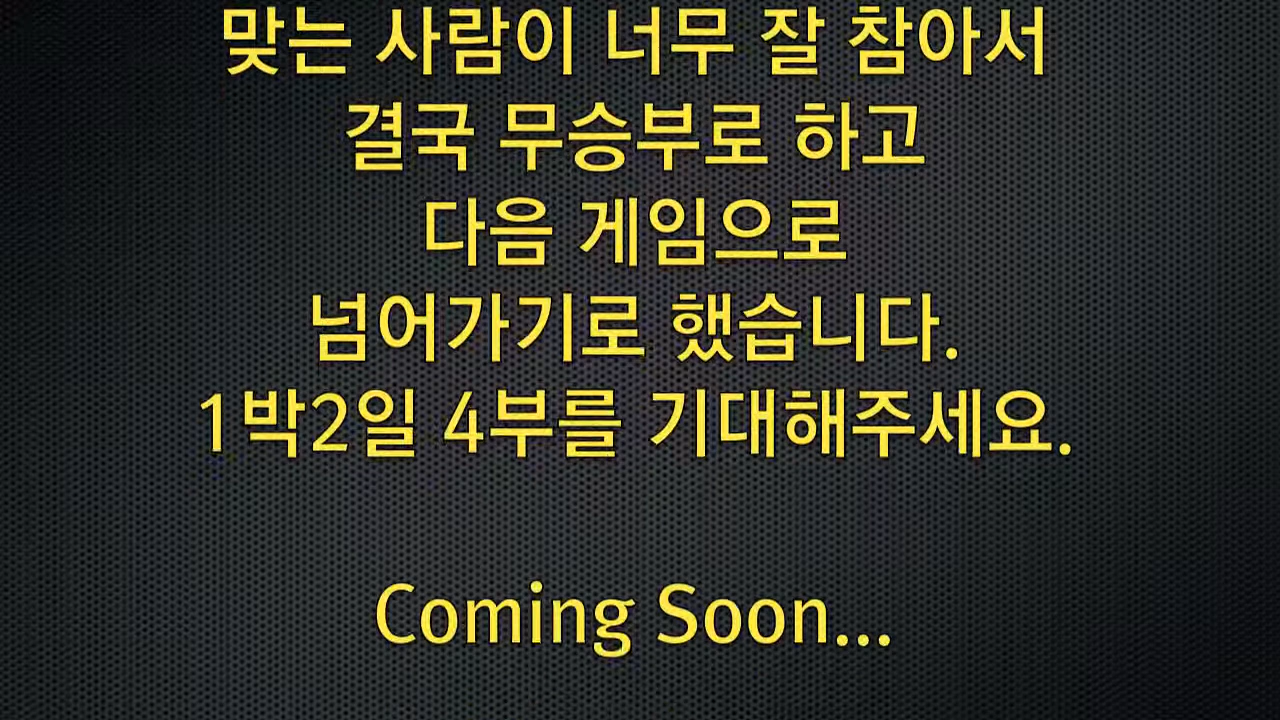 맞는 사람이 너무 잘 참아서
결국 무승부로 하고
다음 게임으로
넘어가기로 했습니다.
1박2일 4부를 기대해주세요.
Coming Soon...